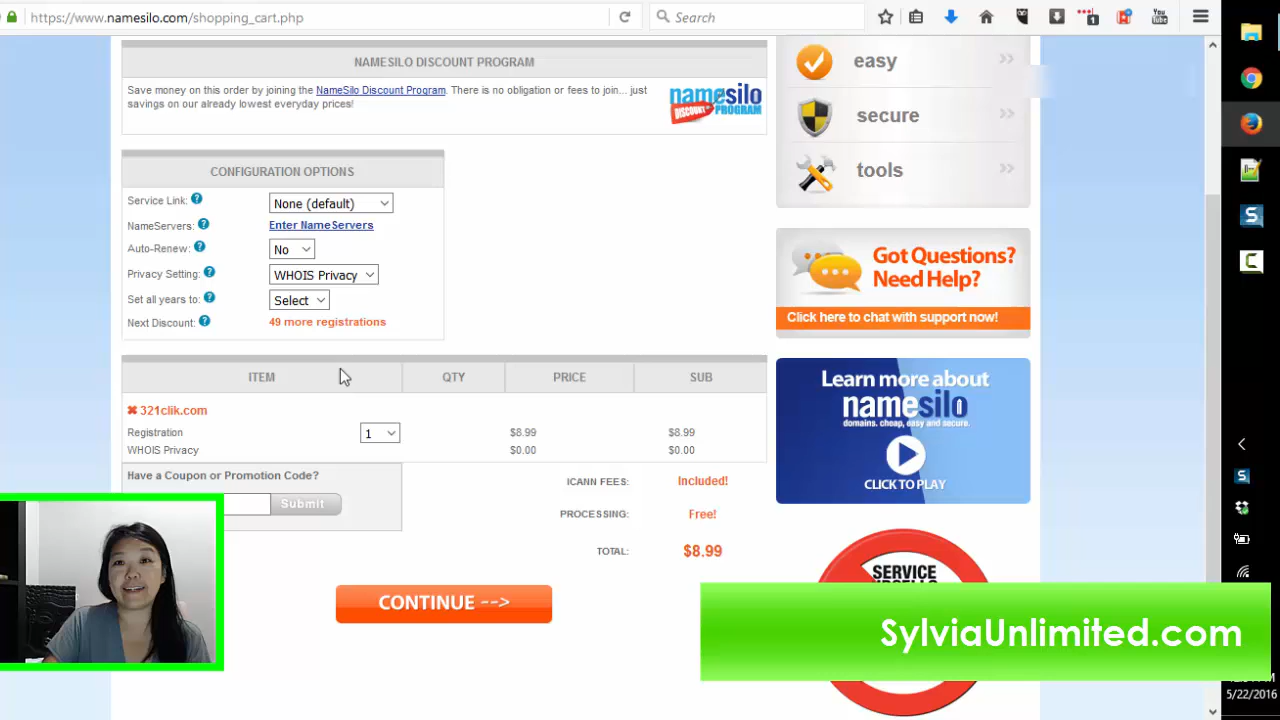 https://www.namesilo.com/shopping_cart.php
Search
NAMESILO DISCOUNT PROGRAM
Save money on this order by joining the NameSilo Discount Program. There is no obligation or fees to join... just
savings on our already lowest everyday prices!
namesilo
DISCOUNT PROGRAM
CONFIGURATION OPTIONS
Service Link: ? None (default)
NameServers: ? Enter NameServers
Auto-Renew: ? No
Privacy Setting: ? WHOIS Privacy
Set all years to: ? Select
Next Discount: ? 49 more registrations
ITEM QTY PRICE SUB
321clik.com
Registration 1 $8.99 $8.99
WHOIS Privacy $0.00 $0.00
Have a Coupon or Promotion Code?
Submit
ICANN FEES: Included!
PROCESSING: Free!
TOTAL: $8.99
CONTINUE -->
easy
secure
tools
Got Questions?
Need Help?
Click here to chat with support now!
Learn more about
namesilo
domains. cheap, easy and secure.
CLICK TO PLAY
SERVICE
SylviaUnlimited.com
You
Tube
1
S
C
S
5/22/2016